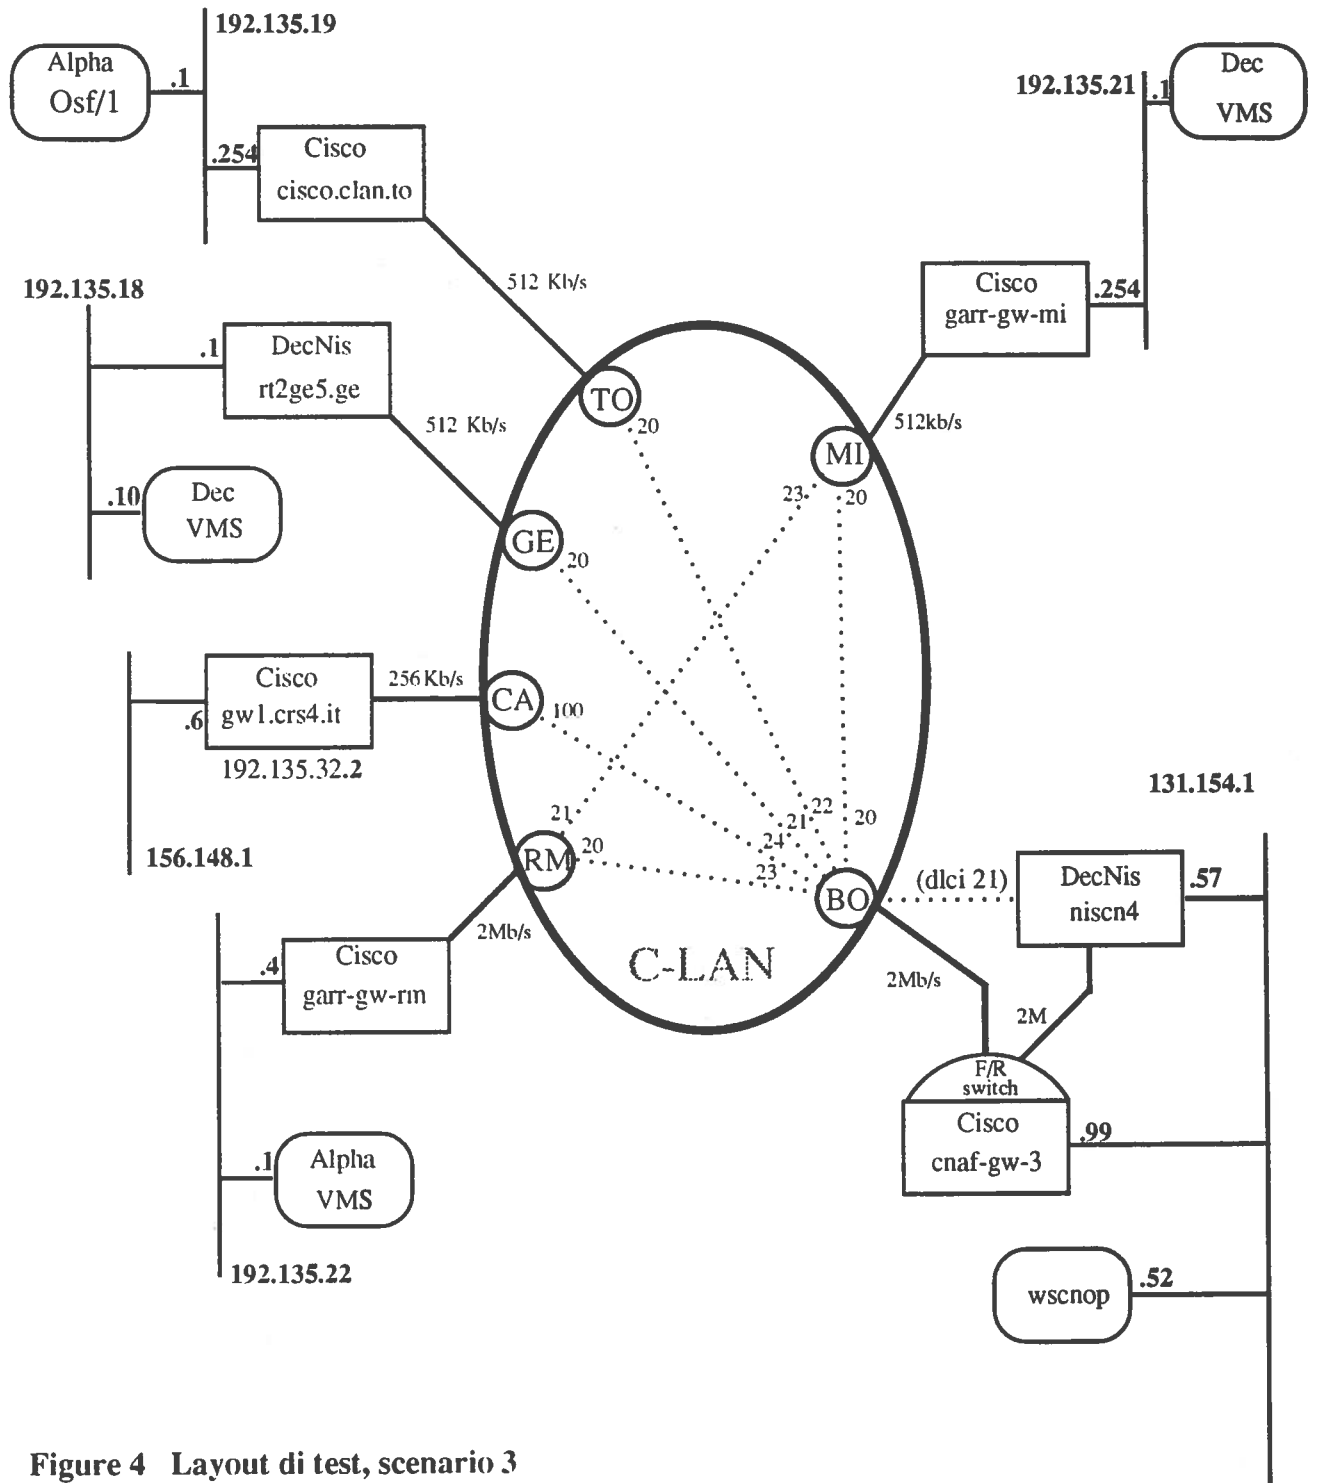 192.135.19
Alpha
Osf/1
.1
.254
Cisco
cisco.clan.to
512 Kb/s
192.135.21
.1
Dec
VMS
Cisco
garr-gw-mi
.254
512kb/s
192.135.18
.1
DecNis
rt2ge5.ge
512 Kb/s
.10
Dec
VMS
TO
20
MI
23
20
GE
20
Cisco
gw1.crs4.it
.6
256 Kb/s
192.135.32.2
156.148.1
CA
100
21
RM
20
22
21
20
24
23
BO
C-LAN
2Mb/s
.4
Cisco
garr-gw-rm
.1
Alpha
VMS
192.135.22
131.154.1
(dlci 21)
DecNis
niscn4
.57
2Mb/s
2M
F/R
switch
Cisco
cnaf-gw-3
.99
wscnop
.52
Figure 4 Layout di test, scenario 3